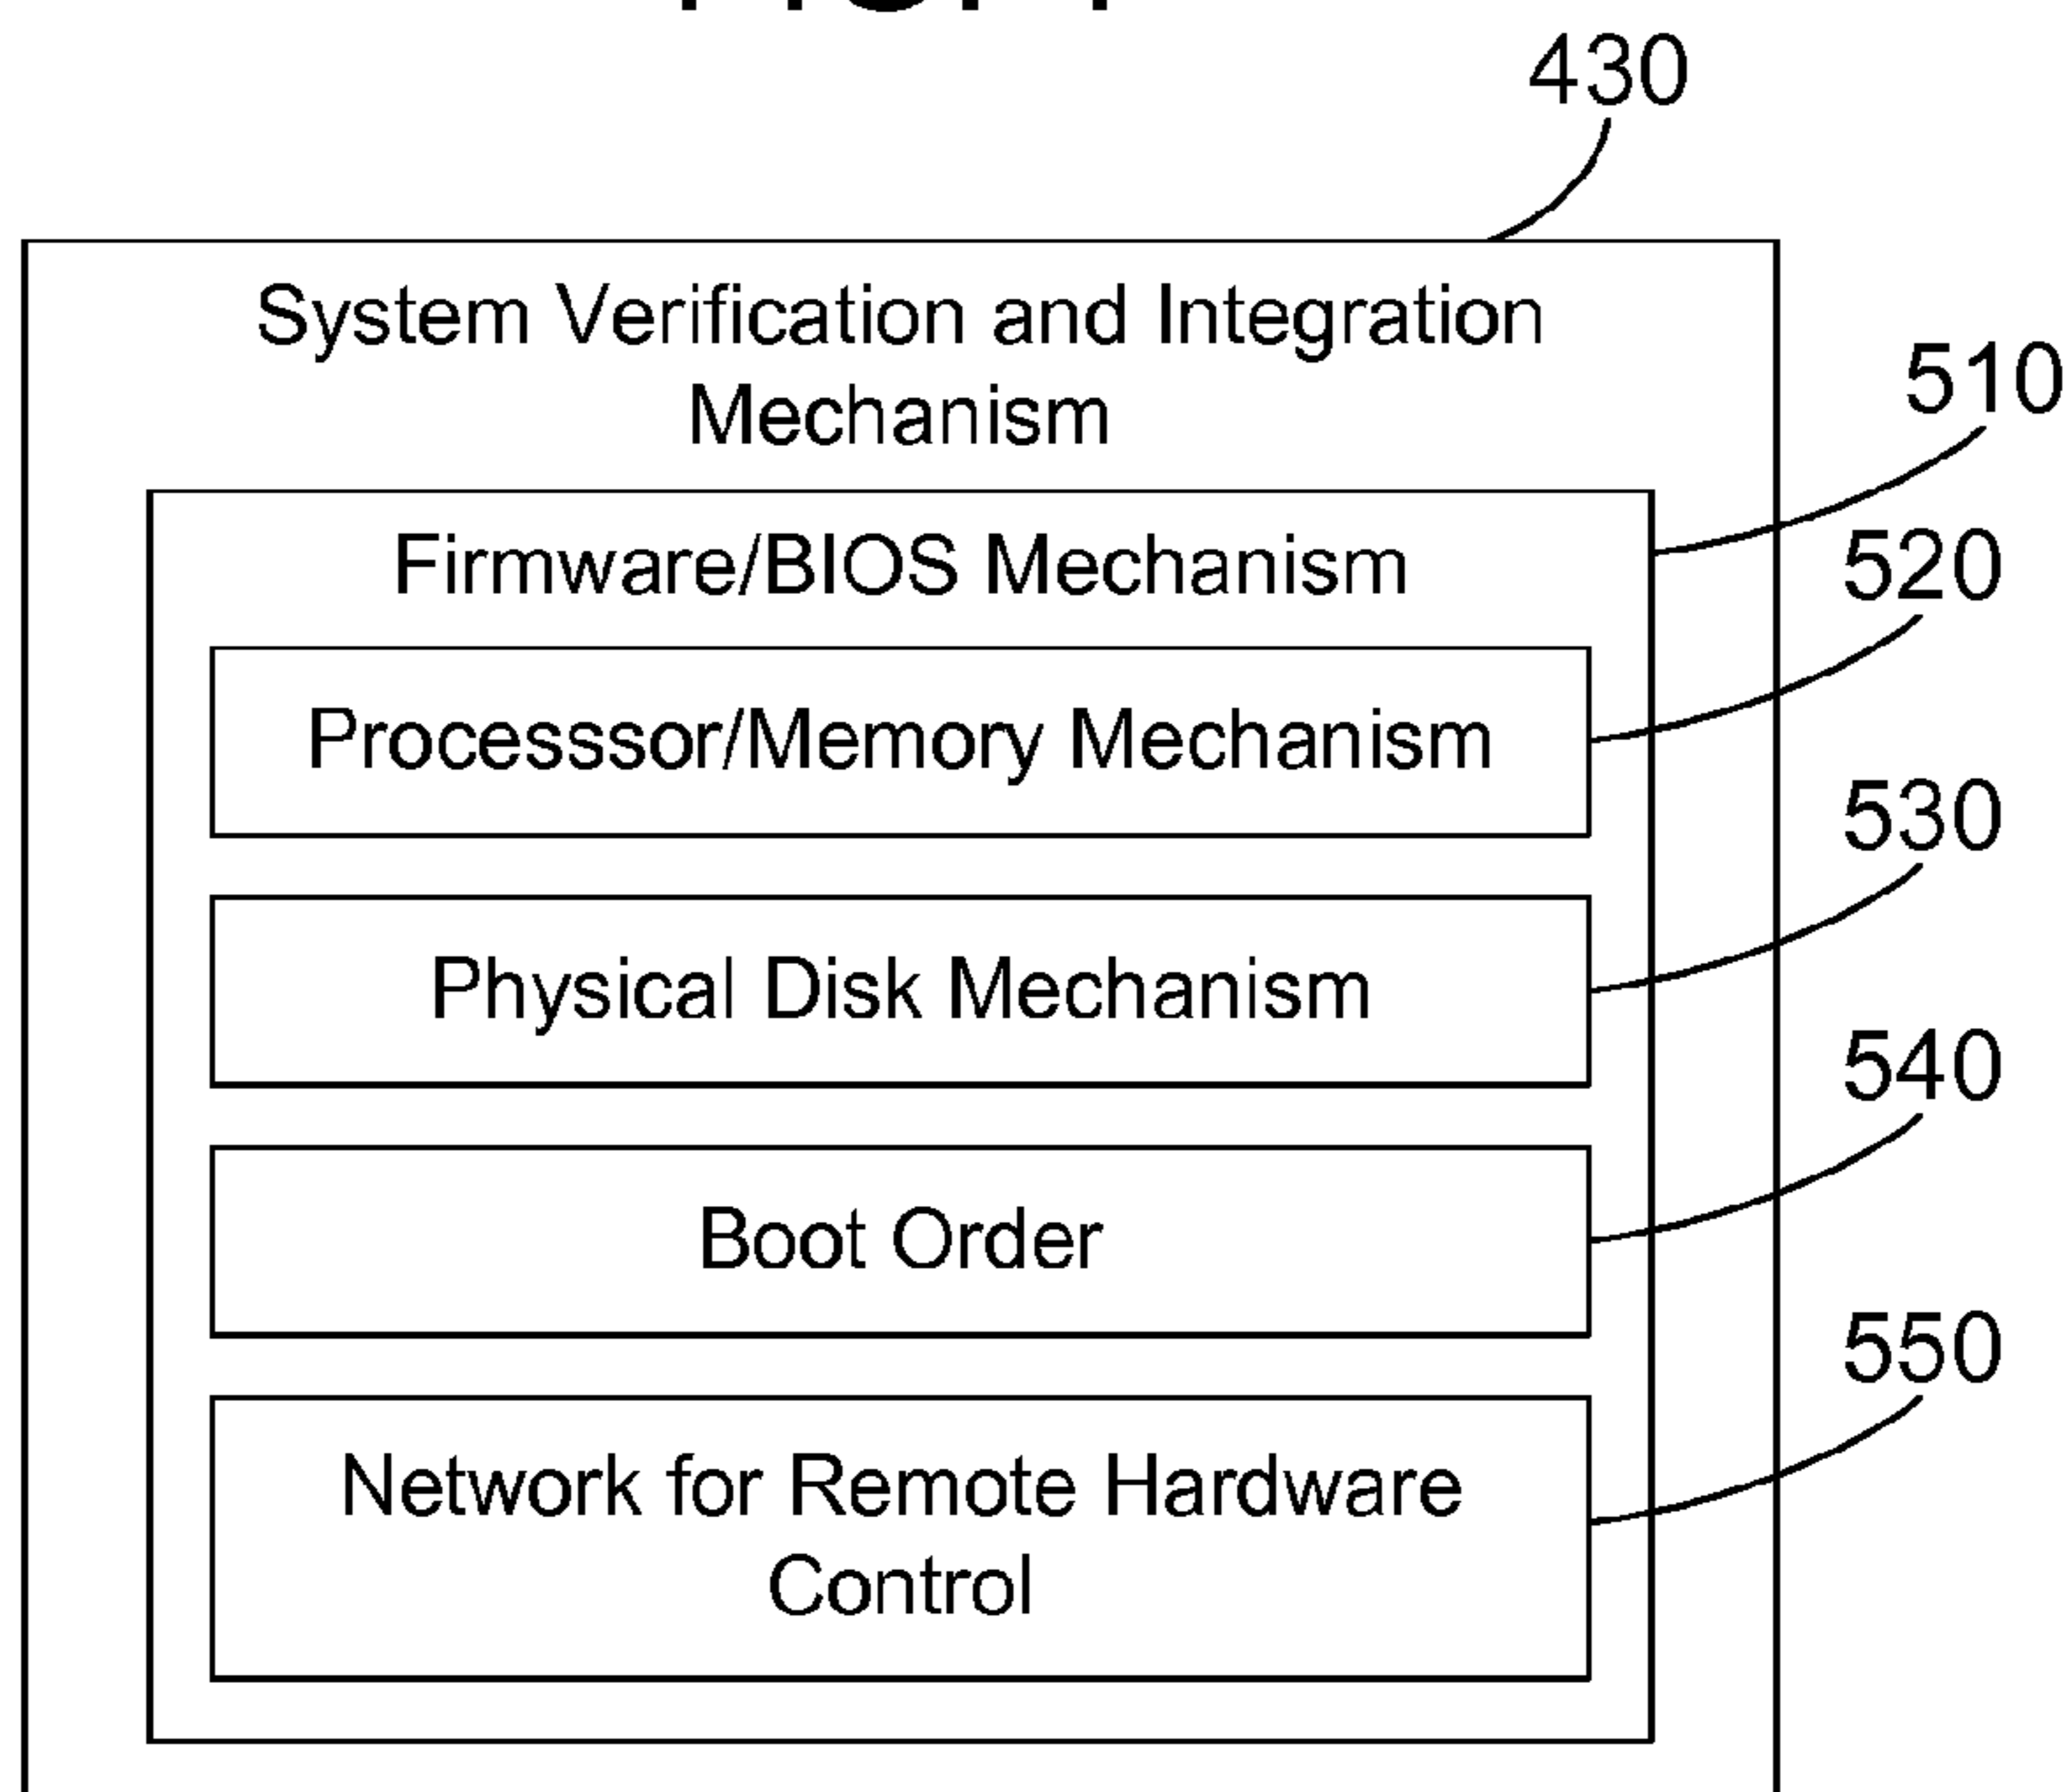 430
System Verification and Integration
Mechanism
510
Firmware/BIOS Mechanism
520
Processsor/Memory Mechanism
530
Physical Disk Mechanism
540
Boot Order
550
Network for Remote Hardware
Control